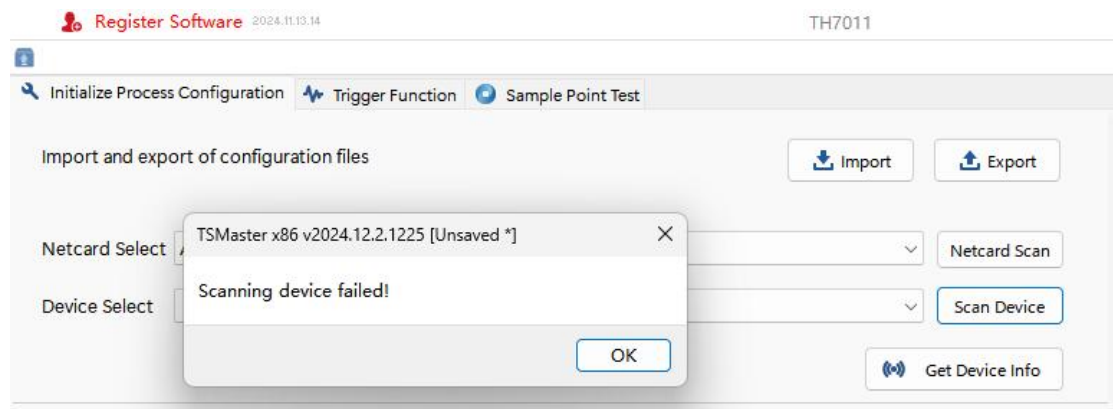 Register Software 2024.11.13.14 TH7011
Initialize Process Configuration Trigger Function Sample Point Test
Import and export of configuration files Import Export
TSMaster x86 v2024.12.2.1225 [Unsaved *]
Netcard Select Netcard Scan
Scanning device failed!
Device Select Scan Device
OK
Get Device Info